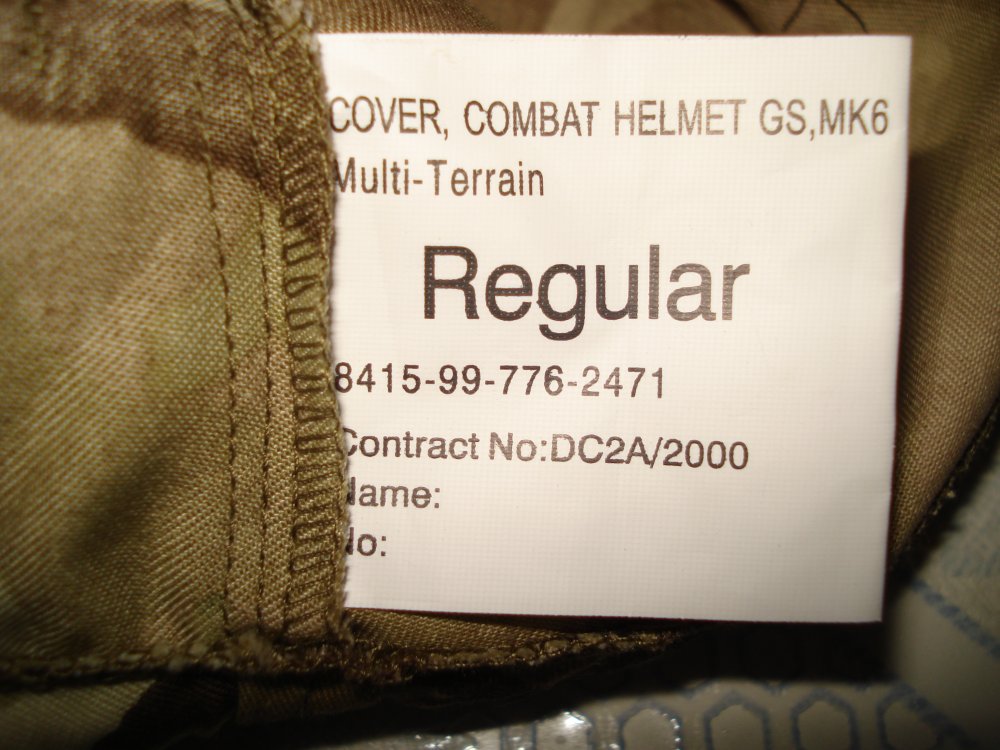 COVER, COMBAT HELMET GS,MK6
Multi-Terrain
Regular
8415-99-776-2471
Contract No:DC2A/2000
Name:
No: